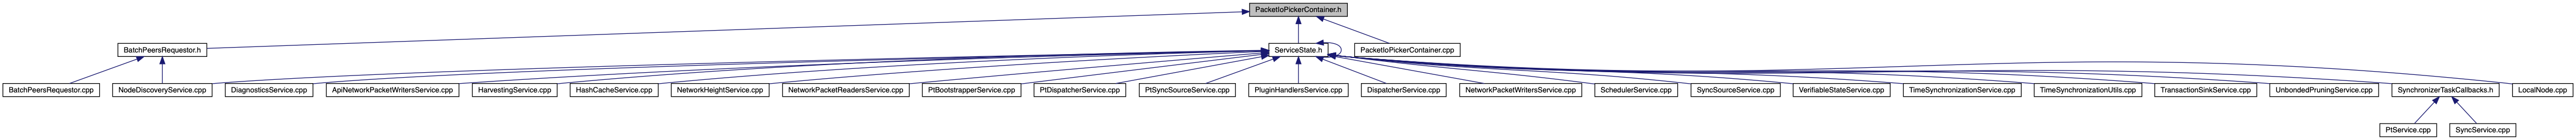 PacketIoPickerContainer.h
BatchPeersRequestor.h
ServiceState.h
PacketIoPickerContainer.cpp
BatchPeersRequestor.cpp
NodeDiscoveryService.cpp
DiagnosticsService.cpp
ApiNetworkPacketWritersService.cpp
HarvestingService.cpp
HashCacheService.cpp
NetworkHeightService.cpp
NetworkPacketReadersService.cpp
PtBootstrapperService.cpp
PtDispatcherService.cpp
PtSyncSourceService.cpp
PluginHandlersService.cpp
DispatcherService.cpp
NetworkPacketWritersService.cpp
SchedulerService.cpp
SyncSourceService.cpp
VerifiableStateService.cpp
TimeSynchronizationService.cpp
TimeSynchronizationUtils.cpp
TransactionSinkService.cpp
UnbondedPruningService.cpp
SynchronizerTaskCallbacks.h
LocalNode.cpp
PtService.cpp
SyncService.cpp